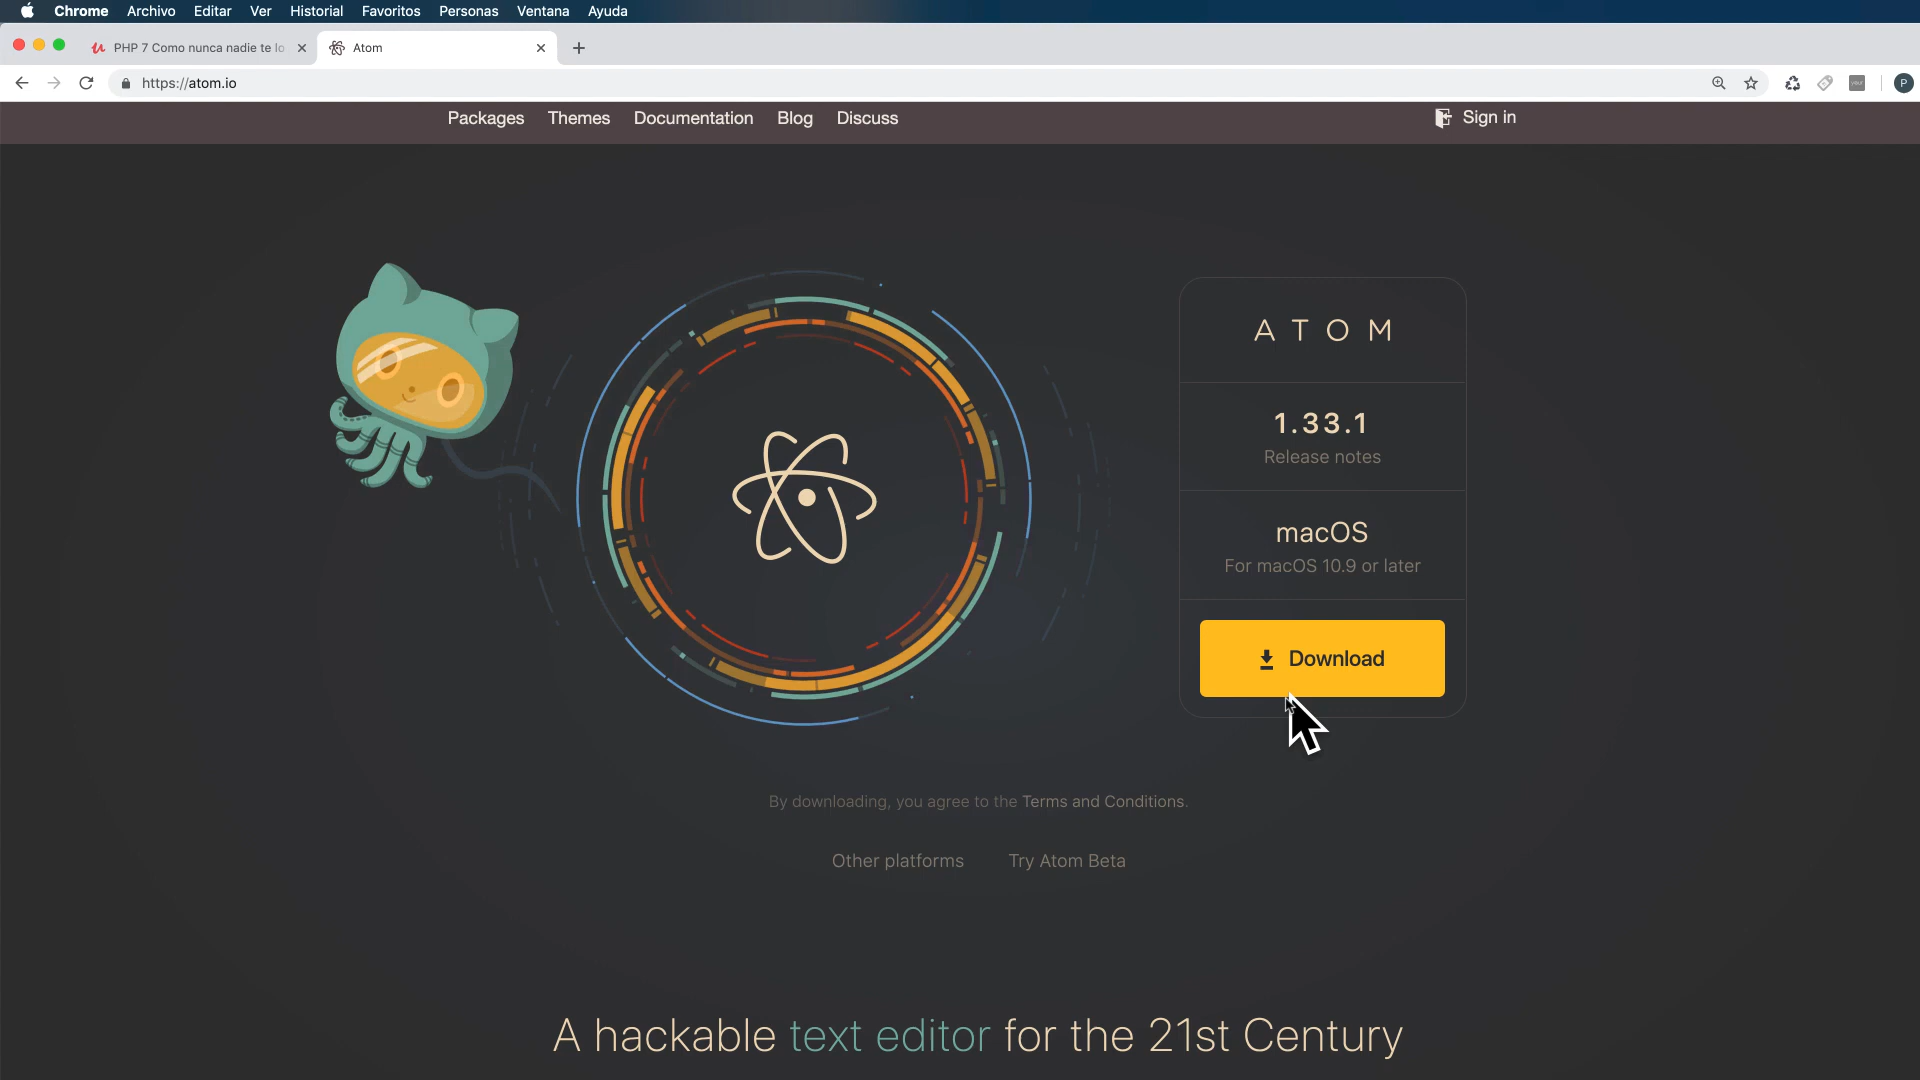 Chrome Archivo Editar Ver Historial Favoritos Personas Ventana Ayuda
PHP 7 Como nunca nadie te lo
Atom
https://atom.io
P
Packages Themes Documentation Blog Discuss
Sign in
ATOM
1.33.1
Release notes
macOS
For macOS 10.9 or later
Download
By downloading, you agree to the Terms and Conditions.
Other platforms Try Atom Beta
A hackable text editor for the 21st Century